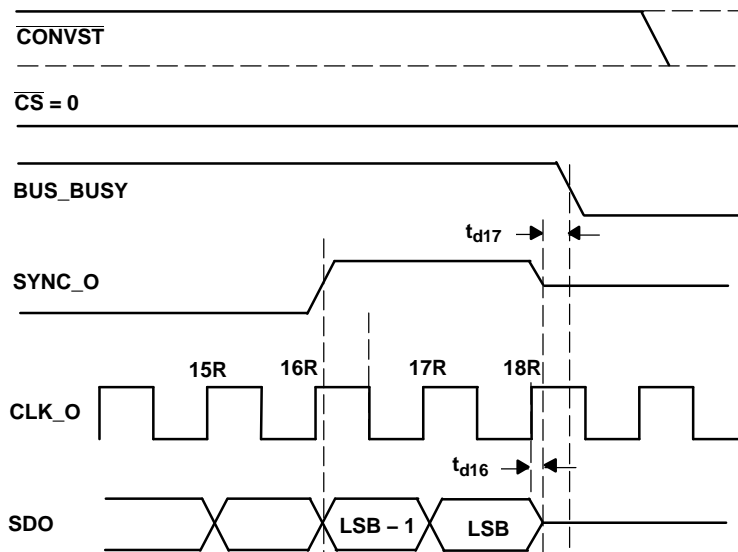 CONVST
CS = 0
BUS_BUSY
td17
SYNC_O
15R 16R 17R 18R
CLK_O
td16
SDO LSB – 1 LSB